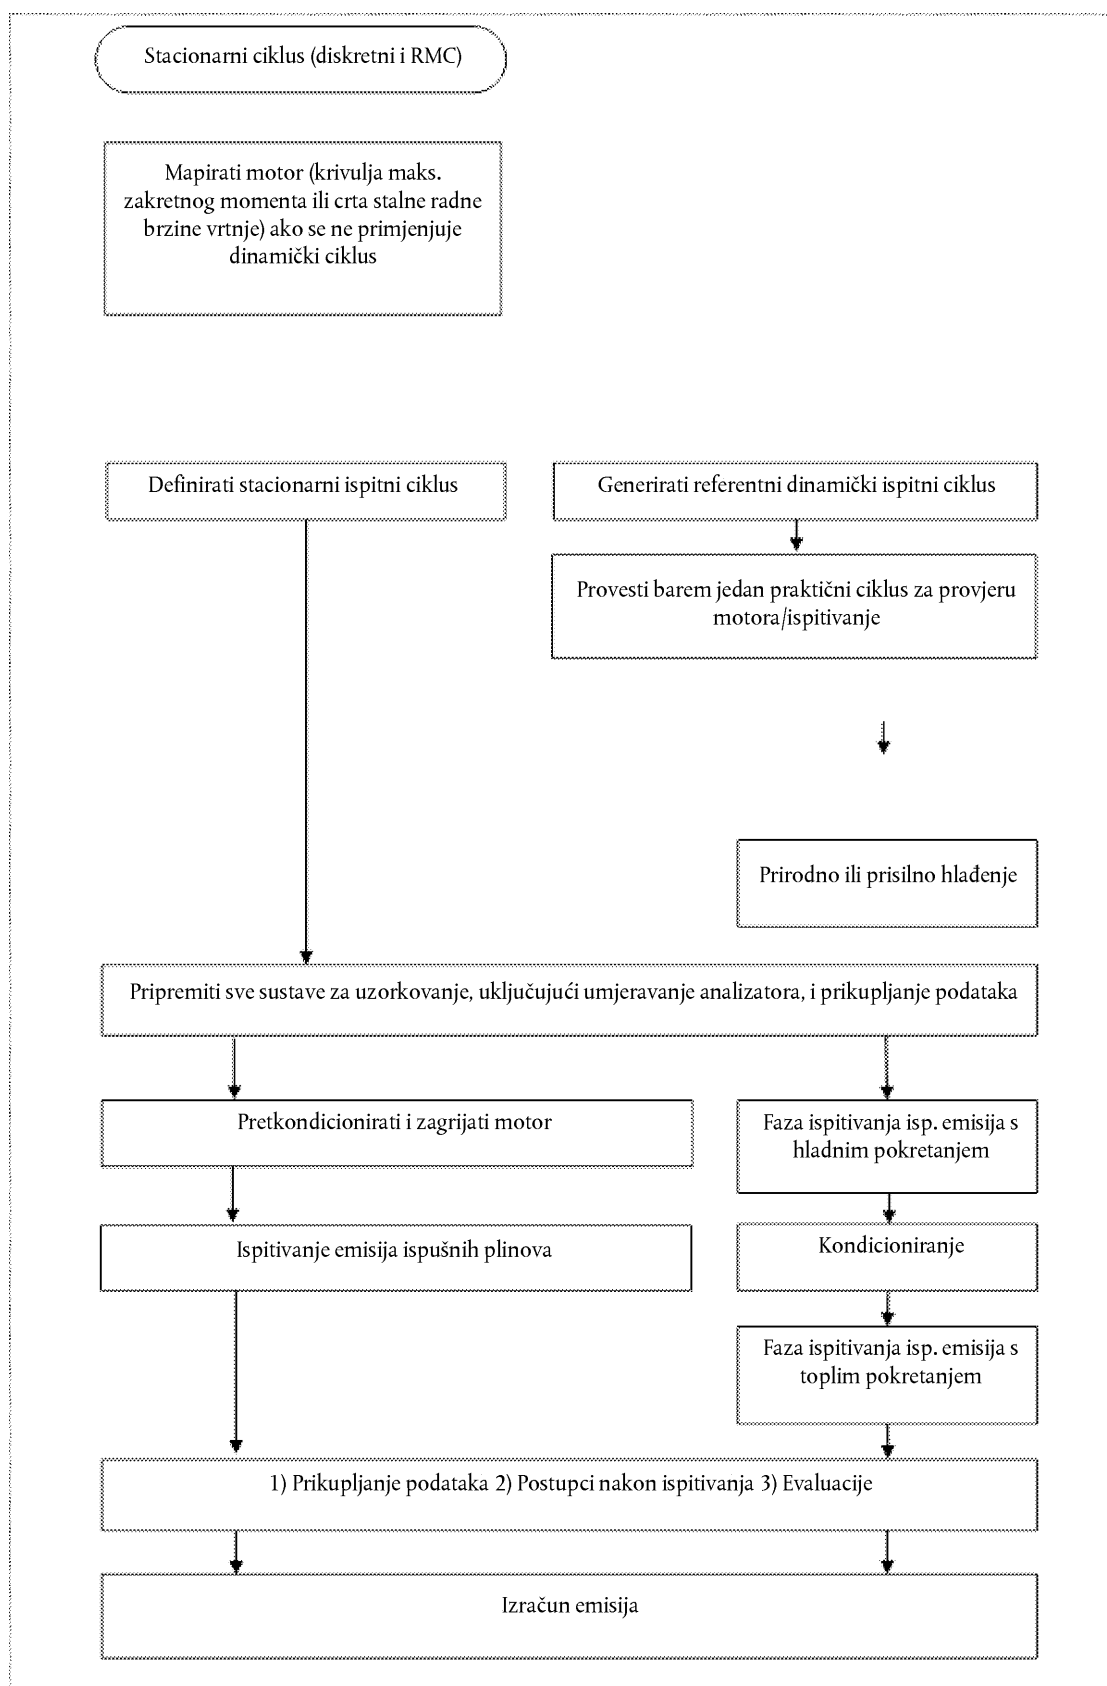 Stacionarni ciklus (diskretni i RMC)
Mapirati motor (krivulja maks.
zakretnog momenta ili crta stalne radne
brzine vrtnje) ako se ne primjenjuje
dinamički ciklus
Definirati stacionarni ispitni ciklus
Generirati referentni dinamički ispitni ciklus
Provesti barem jedan praktični ciklus za provjeru
motora/ispitivanje
Prirodno ili prisilno hlađenje
Pripremiti sve sustave za uzorkovanje, uključujući umjeravanje analizatora, i prikupljanje podataka
Pretkondicionirati i zagrijati motor
Faza ispitivanja isp. emisija s
hladnim pokretanjem
Ispitivanje emisija ispušnih plinova
Kondicioniranje
Faza ispitivanja isp. emisija s
toplim pokretanjem
1) Prikupljanje podataka 2) Postupci nakon ispitivanja 3) Evaluacije
Izračun emisija